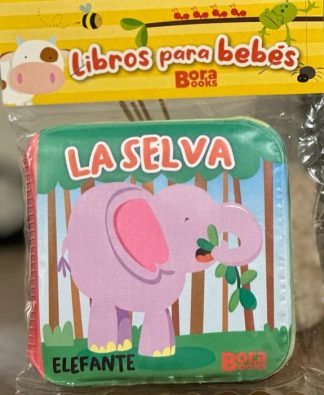 Libros para bebés
Bora
BOOKS
LA SELVA
ELEFANTE
Bora
BOOKS